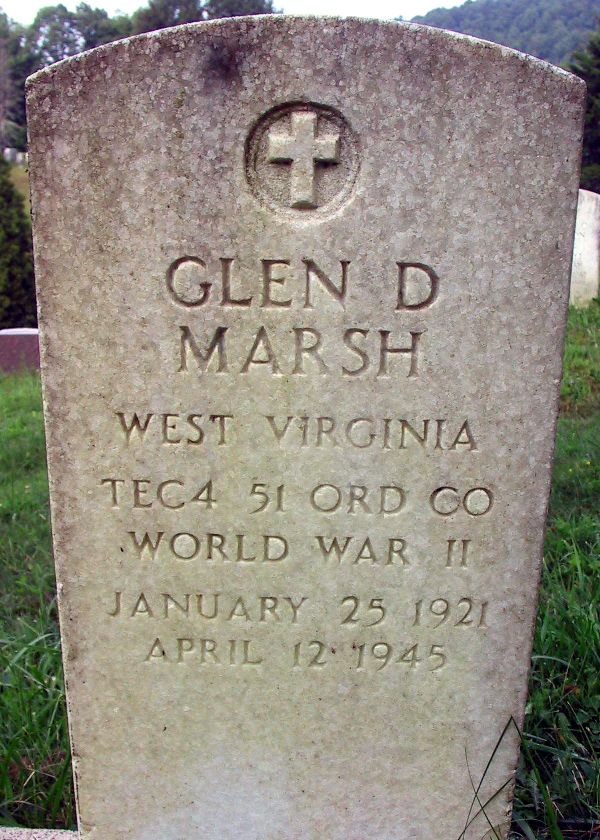 GLEN D
MARSH
WEST VIRGINIA
TEC4 51 ORD CO
WORLD WAR II
JANUARY 25 1921
APRIL 12 1945